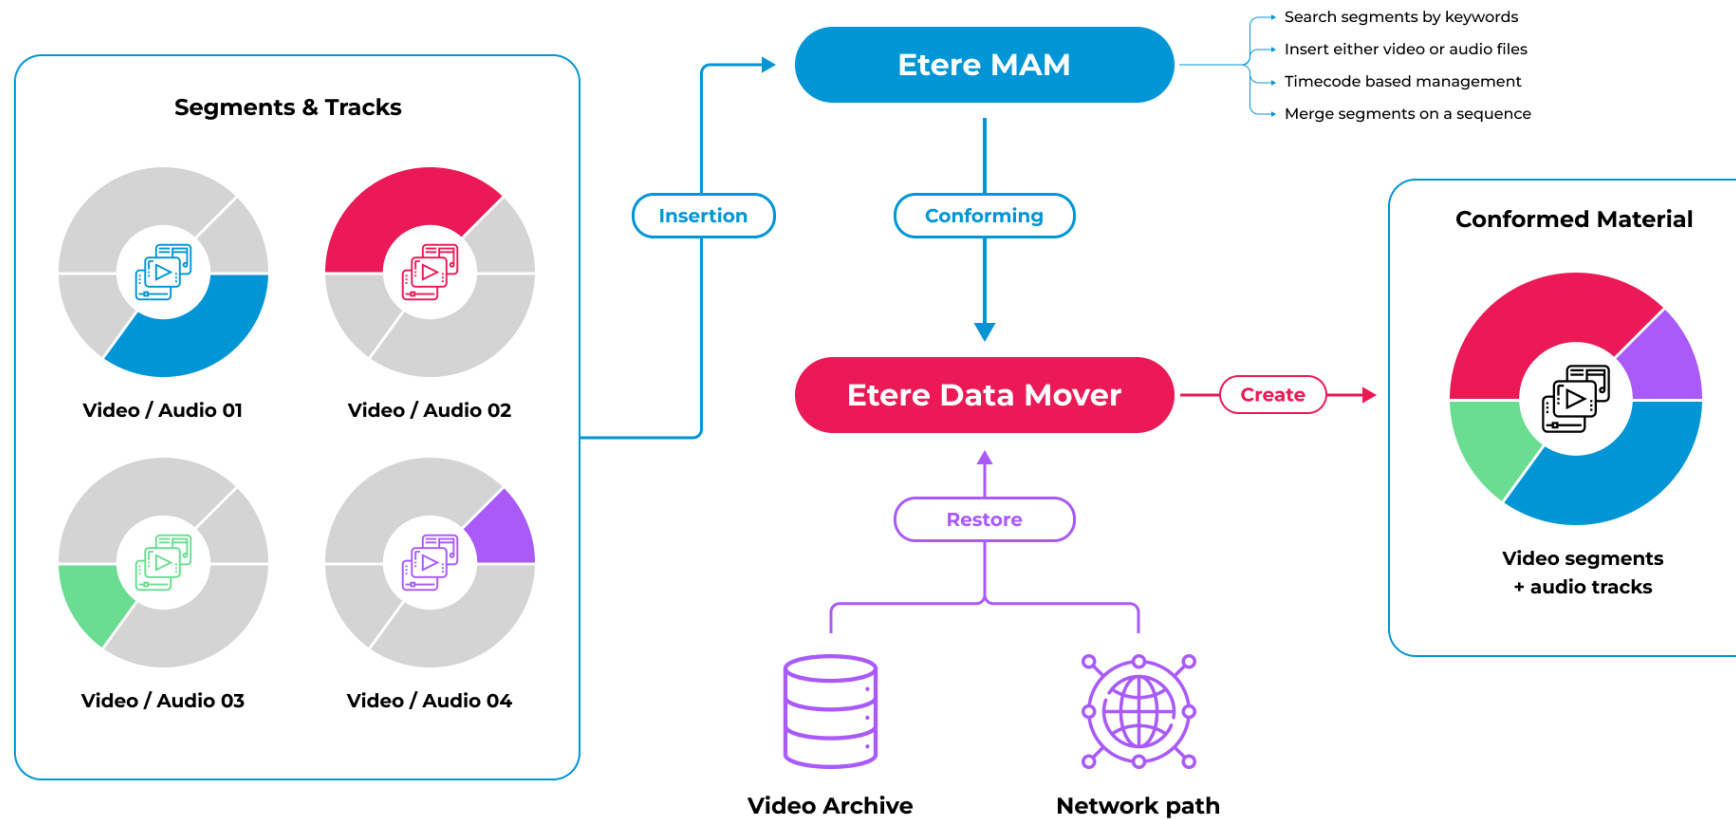 Segments & Tracks
Video / Audio 01
Video / Audio 02
Video / Audio 03
Video / Audio 04
Insertion
Etere MAM
Search segments by keywords
Insert either video or audio files
Timecode based management
Merge segments on a sequence
Conforming
Etere Data Mover
Create
Restore
Video Archive
Network path
Conformed Material
Video segments
+ audio tracks